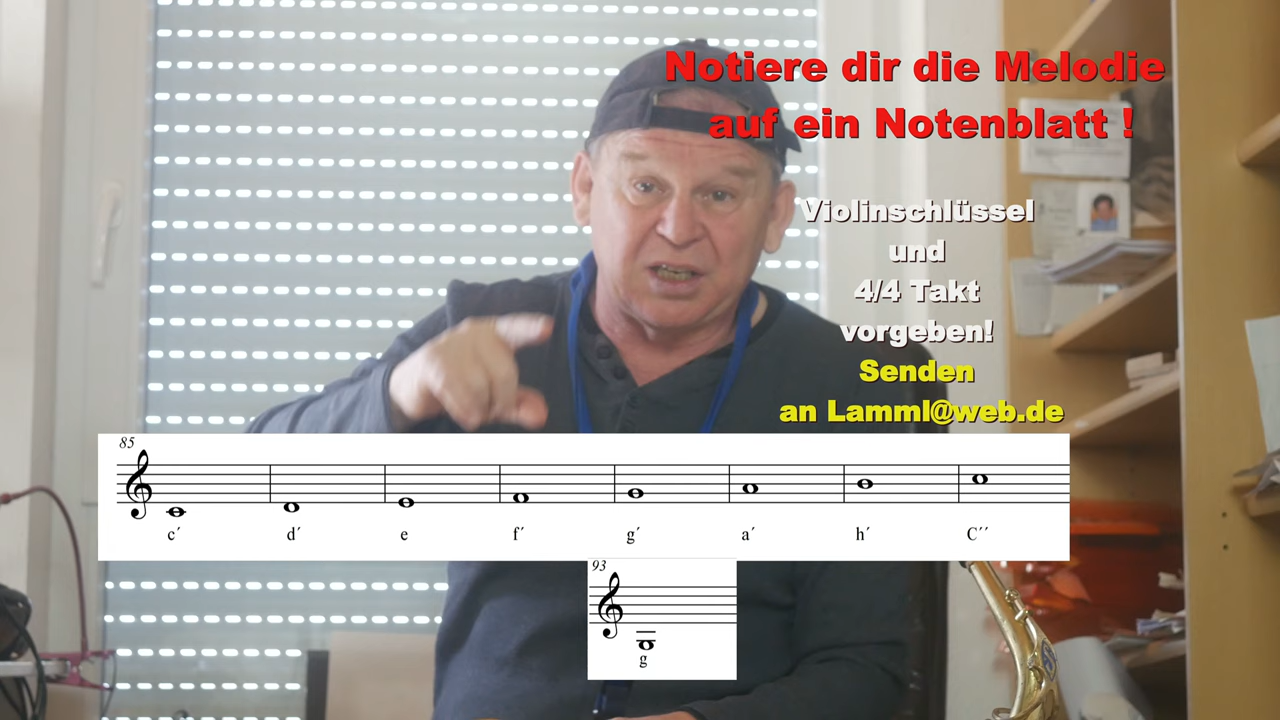 Notiere dir die Melodie
auf ein Notenblatt !
Violinschlüssel
und
4/4 Takt
vorgeben!
Senden
an Lamml@web.de
85
c´ d´ e f´ g´ a´ h´ C´´
93
g